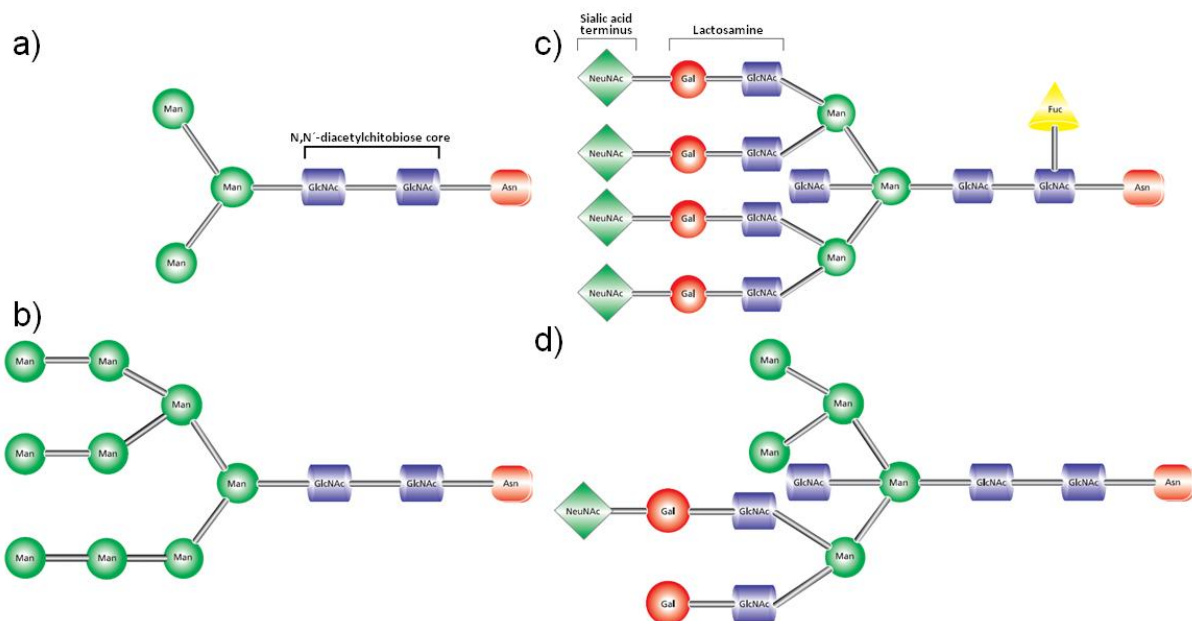 a)
Man
N,N´-diacetylchitobiose core
Man GlcNAc GlcNAc Asn
Man
b)
Man Man
Man
Man Man
Man GlcNAc GlcNAc Asn
Man Man Man
c)
Sialic acid
terminus
Lactosamine
NeuNAc Gal GlcNAc
Man
Fuc
NeuNAc Gal GlcNAc
GlcNAc Man GlcNAc GlcNAc Asn
NeuNAc Gal GlcNAc
Man
NeuNAc Gal GlcNAc
d)
Man
Man
Man
GlcNAc Man GlcNAc GlcNAc Asn
NeuNAc Gal GlcNAc
Man
Gal GlcNAc